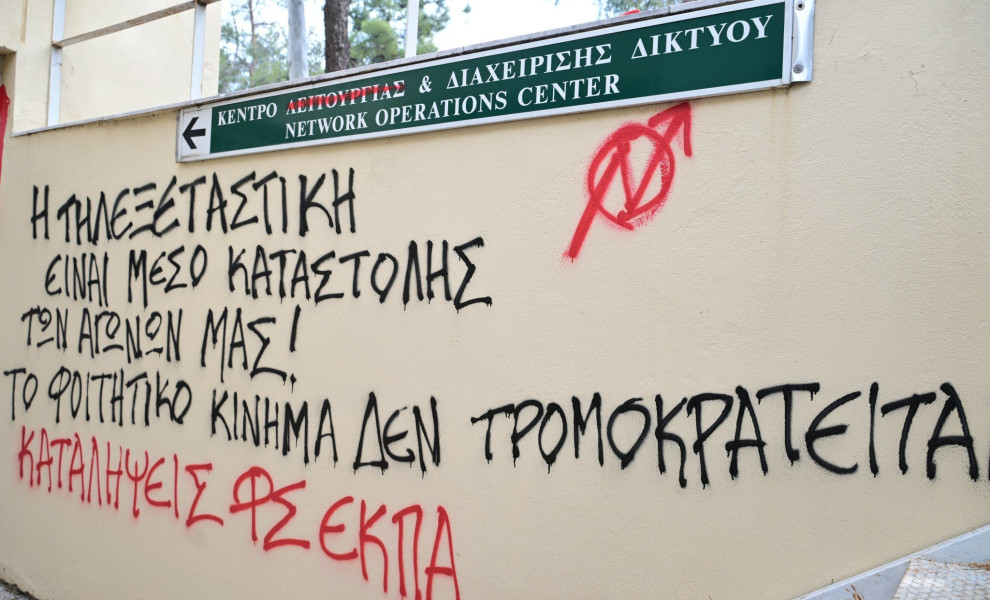 ΚΕΝΤΡΟ ΛΕΙΤΟΥΡΓΙΑΣ & ΔΙΑΧΕΙΡΙΣΗΣ ΔΙΚΤΥΟΥ
NETWORK OPERATIONS CENTER
Η ΤΗΛΕΞΕΤΑΣΤΙΚΗ
ΕΙΝΑΙ ΜΕΣΟ ΚΑΤΑΣΤΟΛΗΣ
ΤΩΝ ΑΓΩΝΩΝ ΜΑΣ!
ΤΟ ΦΟΙΤΗΤΙΚΟ ΚΙΝΗΜΑ ΔΕΝ ΤΡΟΜΟΚΡΑΤΕΙΤΑΙ
ΚΑΤΑΛΗΨΕΙΣ ΦΣ ΕΚΠΑ